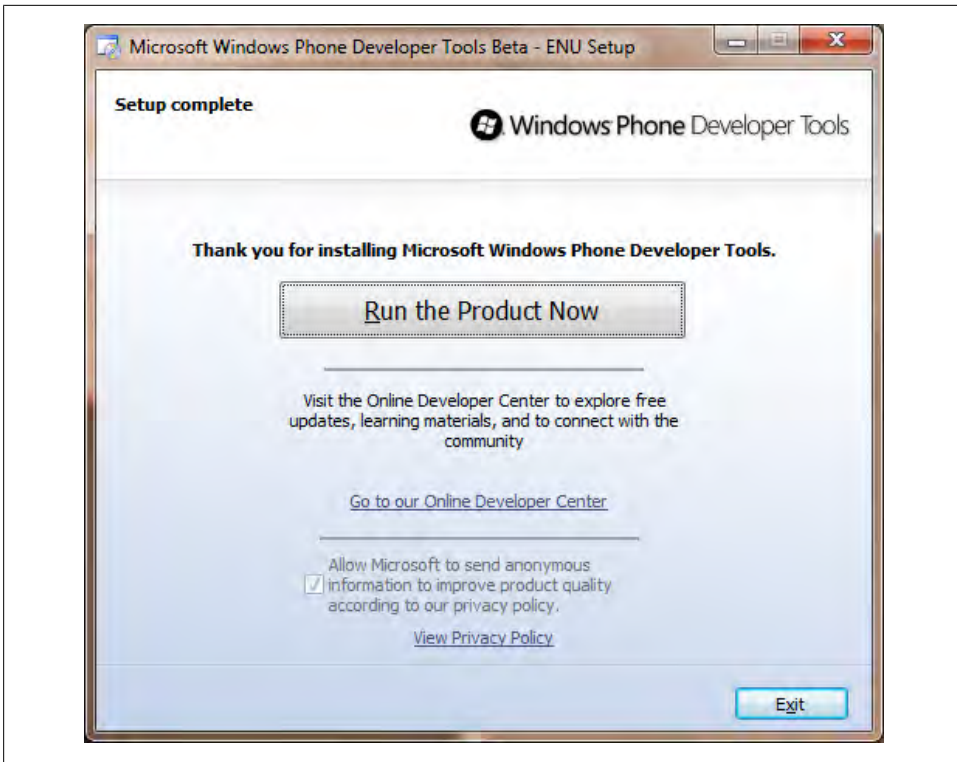 Microsoft Windows Phone Developer Tools Beta - ENU Setup
Setup complete
Windows Phone Developer Tools
Thank you for installing Microsoft Windows Phone Developer Tools.
Run the Product Now
Visit the Online Developer Center to explore free
updates, learning materials, and to connect with the
community
Go to our Online Developer Center
Allow Microsoft to send anonymous
information to improve product quality
according to our privacy policy.
View Privacy Policy
Exit